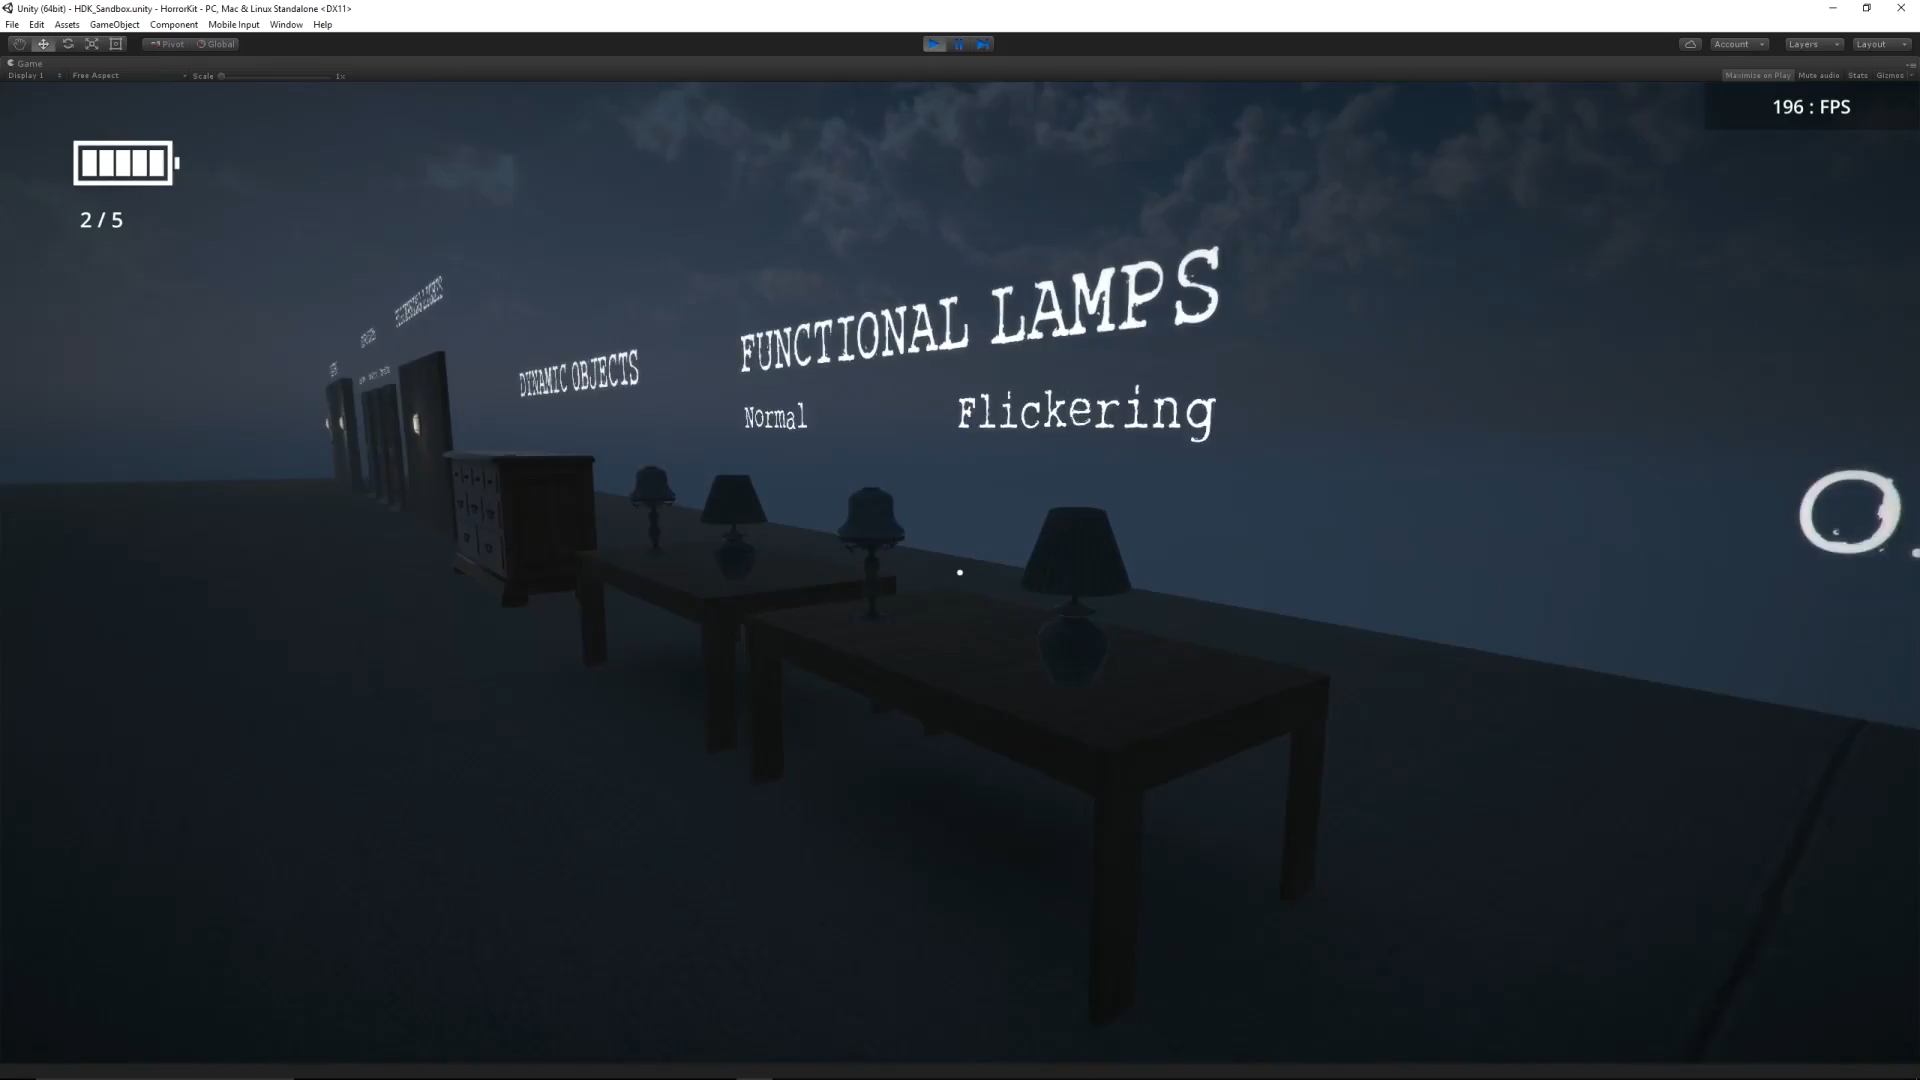 Unity (64bit) - HDK_Sandbox.unity - HorrorKit - PC, Mac & Linux Standalone <DX11>
File Edit Assets GameObject Component Mobile Input Window Help
Pivot Global Account Layers Layout
Game
Display 1 Free Aspect Scale 1x Maximize on Play Mute audio Stats Gizmos
196 : FPS
2 / 5
FUNCTIONAL LAMPS
DYNAMIC OBJECTS
Normal Flickering